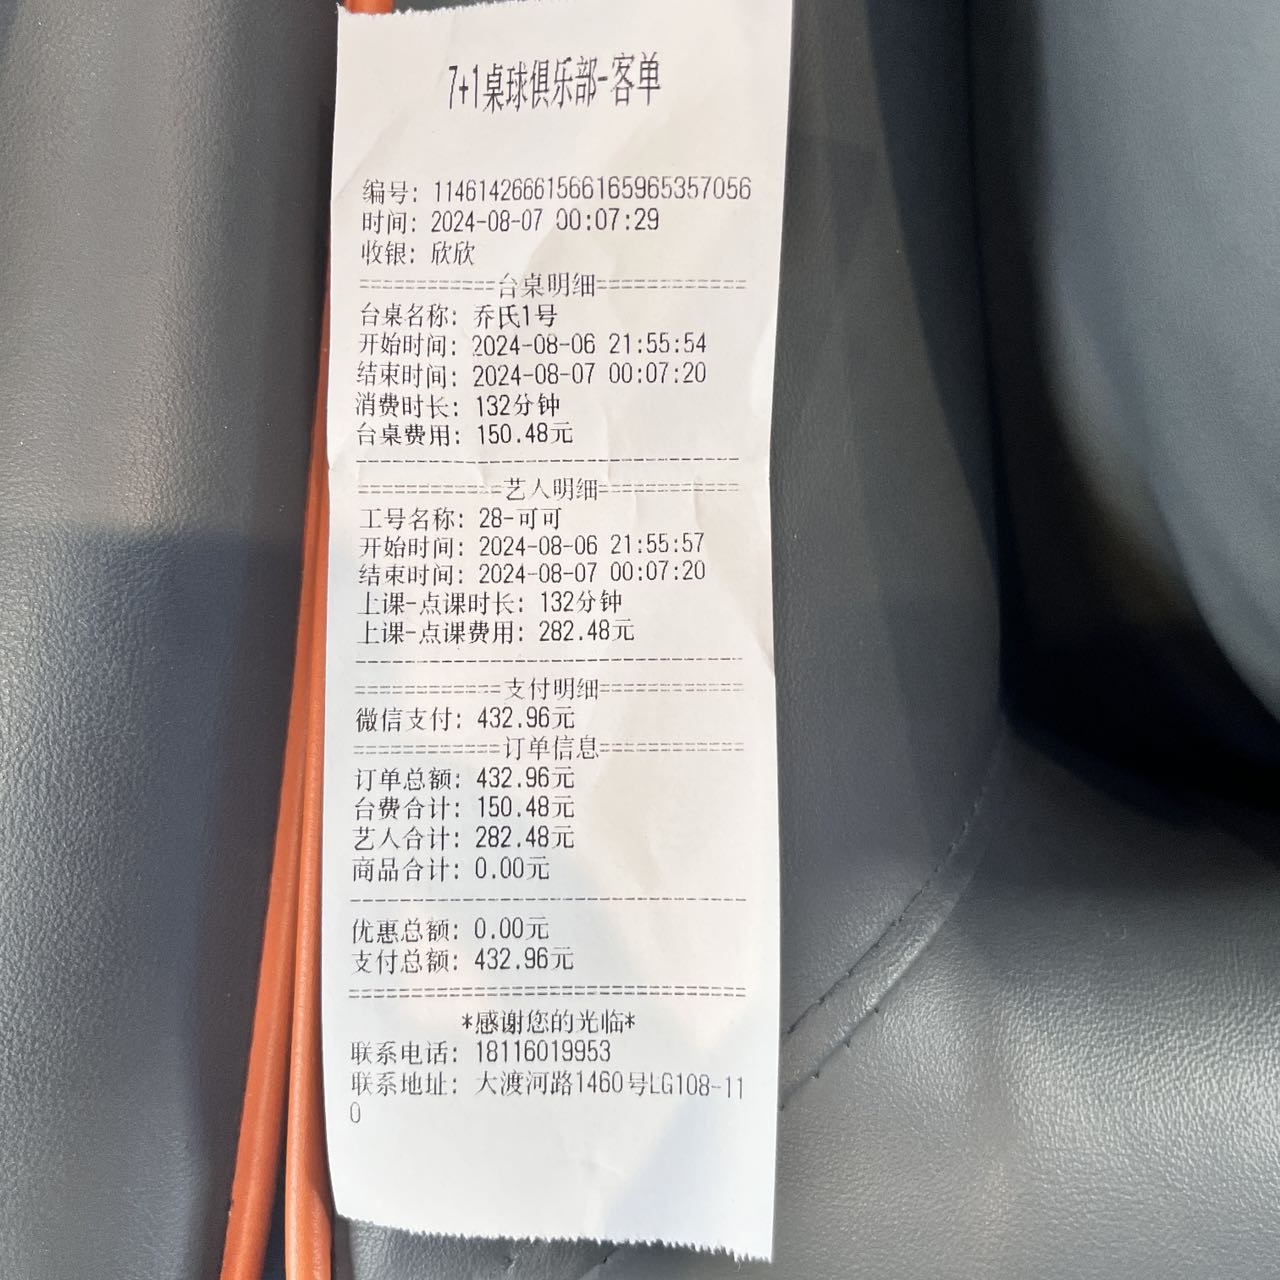 7+1桌球俱乐部-客单
编号: 1146142666156616596535​7056
时间: 2024-08-07 00:07:29
收银: 欣欣
===========台桌明细============
台桌名称: 乔氏1号
开始时间: 2024-08-06 21:55:54
结束时间: 2024-08-07 00:07:20
消费时长: 132分钟
台桌费用: 150.48元
--------------------------------
============艺人明细============
工号名称: 28-可可
开始时间: 2024-08-06 21:55:57
结束时间: 2024-08-07 00:07:20
上课-点课时长: 132分钟
上课-点课费用: 282.48元
--------------------------------
============支付明细============
微信支付: 432.96元
============订单信息============
订单总额: 432.96元
台费合计: 150.48元
艺人合计: 282.48元
商品合计: 0.00元
--------------------------------
优惠总额: 0.00元
支付总额: 432.96元
================================
*感谢您的光临*
联系电话: 18116019953
联系地址: 大渡河路1460号LG108-11
0